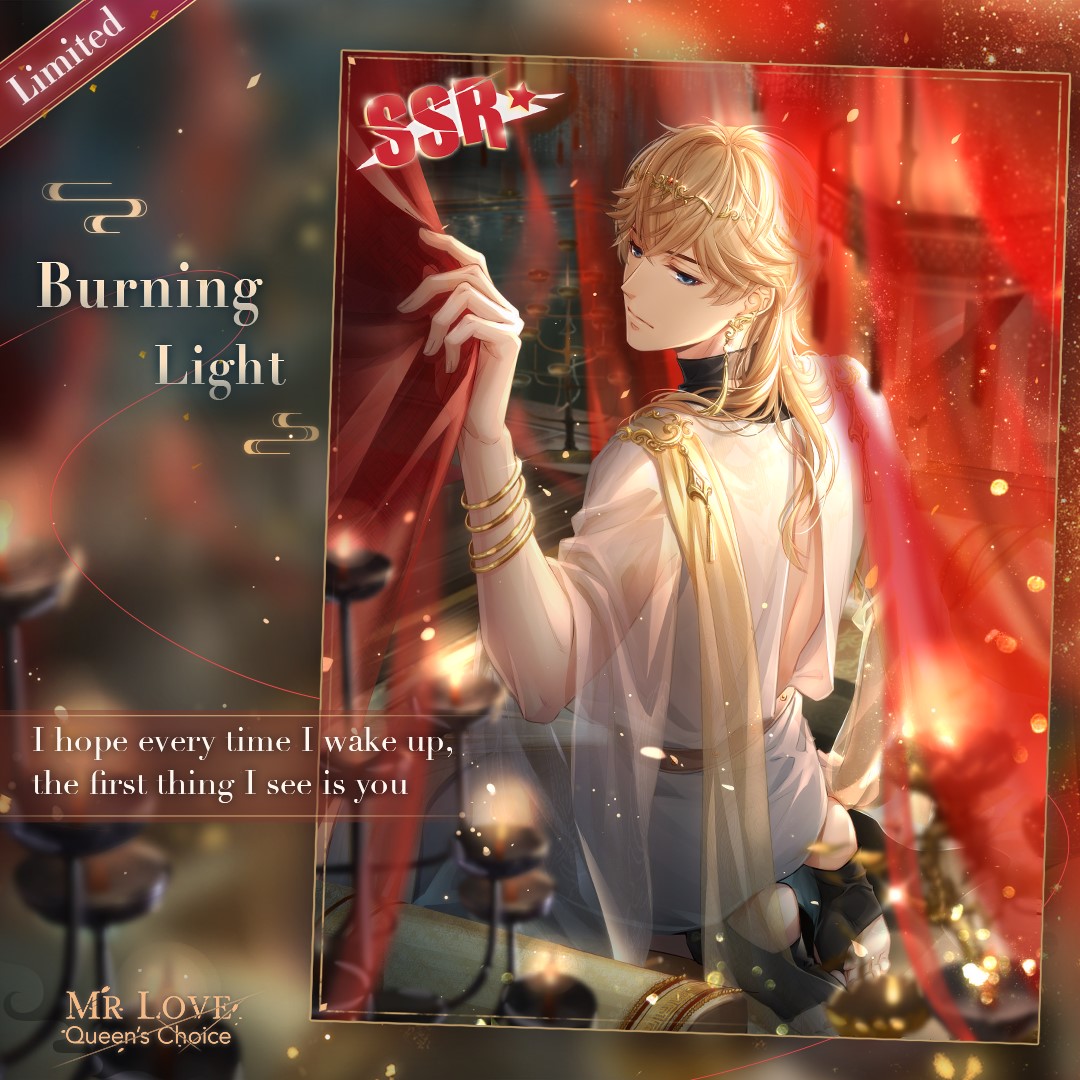 Limited
SSR
Burning
Light
I hope every time I wake up,
the first thing I see is you
MR LOVE
Queen's Choice